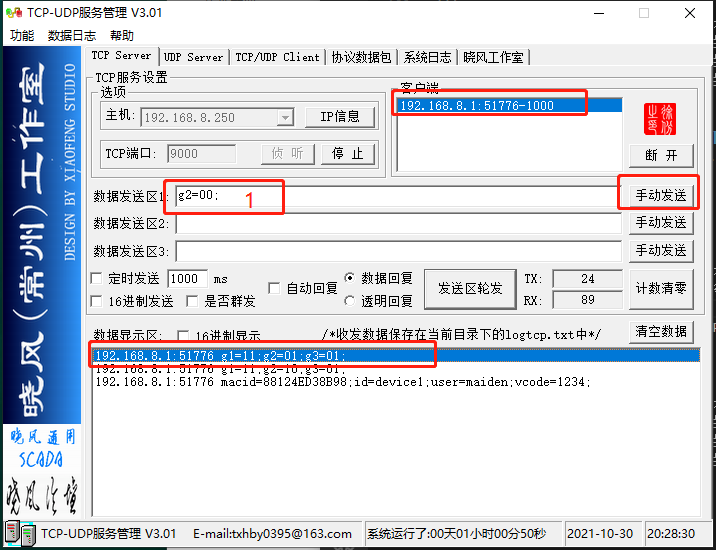 TCP-UDP服务管理 V3.01
功能 数据日志 帮助
TCP Server UDP Server TCP/UDP Client 协议数据包 系统日志 晓风工作室
TCP服务设置
选项
主机: 192.168.8.250 IP信息
TCP端口: 9000 侦 听 停 止
客户端
192.168.8.1:51776-1000
断 开
数据发送区1: g2=00; 1 手动发送
数据发送区2: 手动发送
数据发送区3: 手动发送
定时发送 1000 ms 自动回复 数据回复 发送区轮发 TX: 24 计数清零
16进制发送 是否群发 透明回复 RX: 89
数据显示区: 16进制显示 /*收发数据保存在当前目录下的logtcp.txt中*/ 清空数据
192.168.8.1:51776 g1=11;g2=01;g3=01;
192.168.8.1:51776 g1=11;g2=10;g3=01;
192.168.8.1:51776 macid=88124ED38B98;id=device1;user=maiden;vcode=1234;
晓风(常州)工作室
DESIGN BY XIAOFENG STUDIO
晓风通用
SCADA
晓风论坛
TCP-UDP服务管理 V3.01 E-mail:txhby0395@163.com 系统运行了:00天01小时00分50秒 2021-10-30 20:28:30